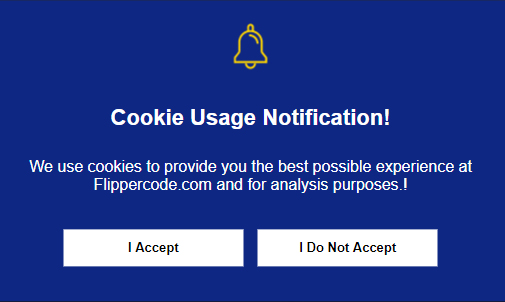 Cookie Usage Notification!
We use cookies to provide you the best possible experience at
Flippercode.com and for analysis purposes.!
I Accept
I Do Not Accept